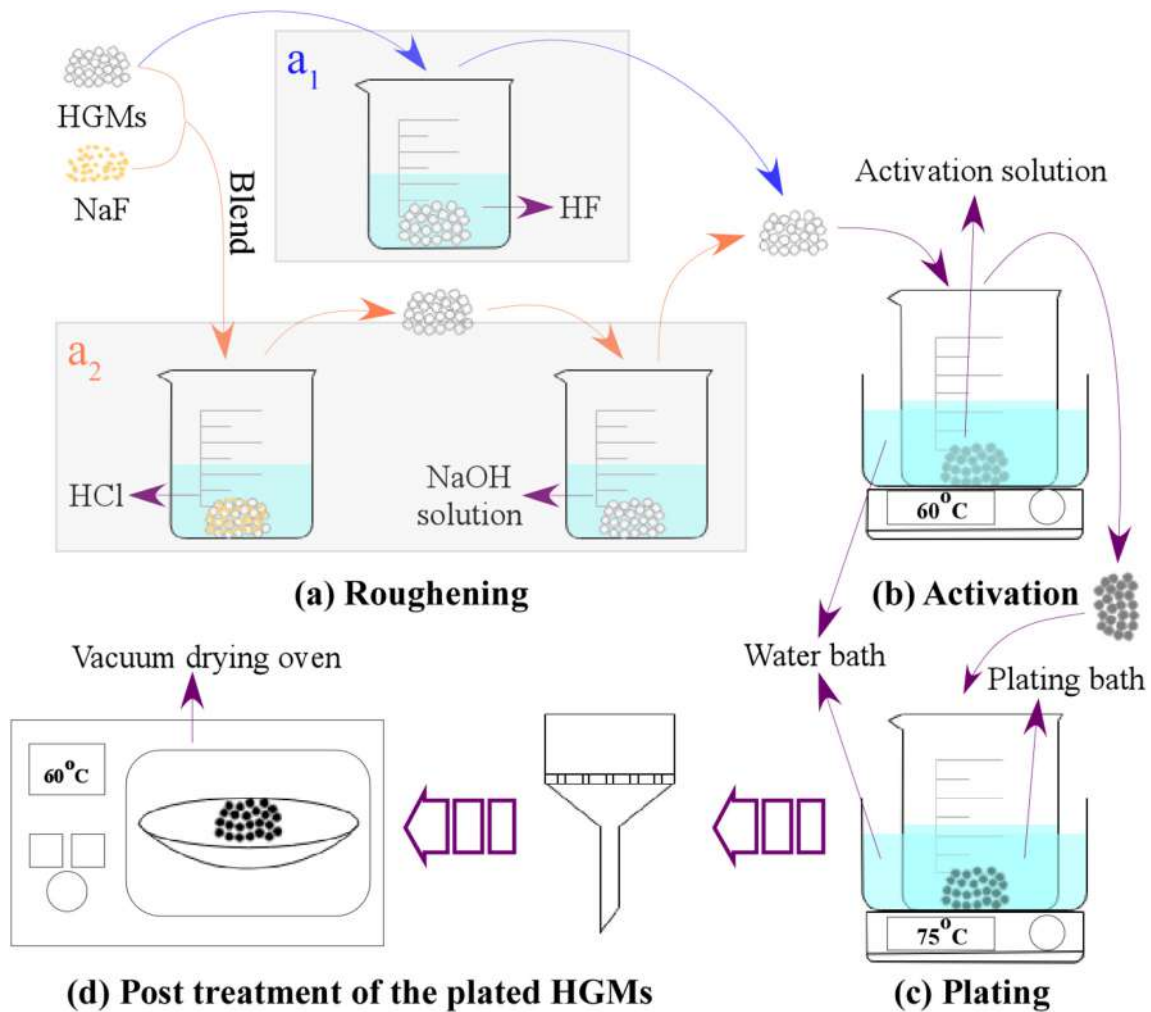 HGMs
NaF
Blend
a1
HF
Activation solution
a2
HCl
NaOH
solution
60°C
(a) Roughening
(b) Activation
Vacuum drying oven
Water bath
Plating bath
60°C
75°C
(d) Post treatment of the plated HGMs
(c) Plating